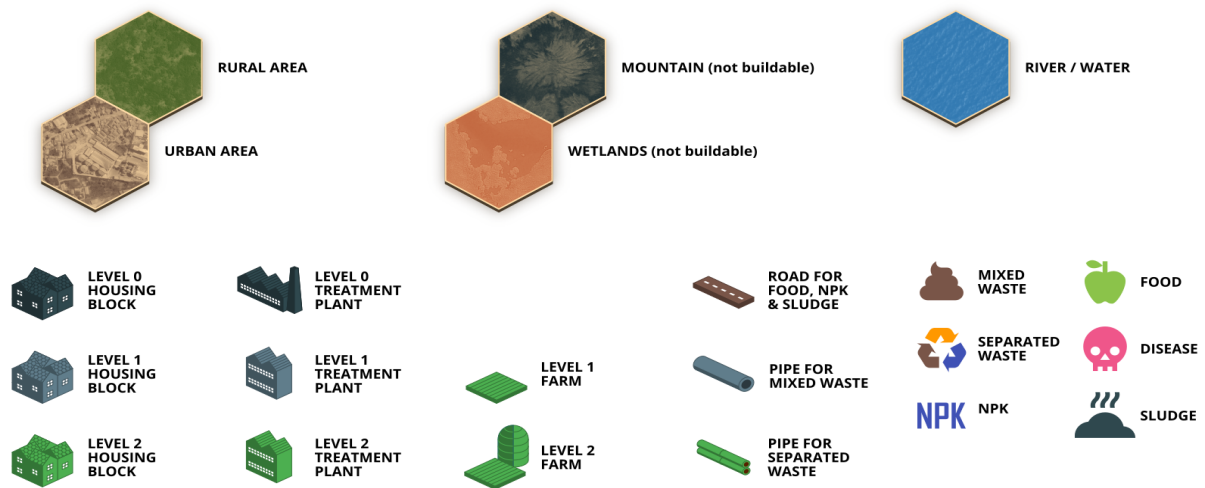 RURAL AREA
MOUNTAIN (not buildable)
RIVER / WATER
URBAN AREA
WETLANDS (not buildable)
LEVEL 0
HOUSING
BLOCK
LEVEL 0
TREATMENT
PLANT
ROAD FOR
FOOD, NPK
& SLUDGE
MIXED
WASTE
FOOD
LEVEL 1
HOUSING
BLOCK
LEVEL 1
TREATMENT
PLANT
LEVEL 1
FARM
PIPE FOR
MIXED WASTE
SEPARATED
WASTE
DISEASE
NPK
NPK
SLUDGE
LEVEL 2
HOUSING
BLOCK
LEVEL 2
TREATMENT
PLANT
LEVEL 2
FARM
PIPE FOR
SEPARATED
WASTE